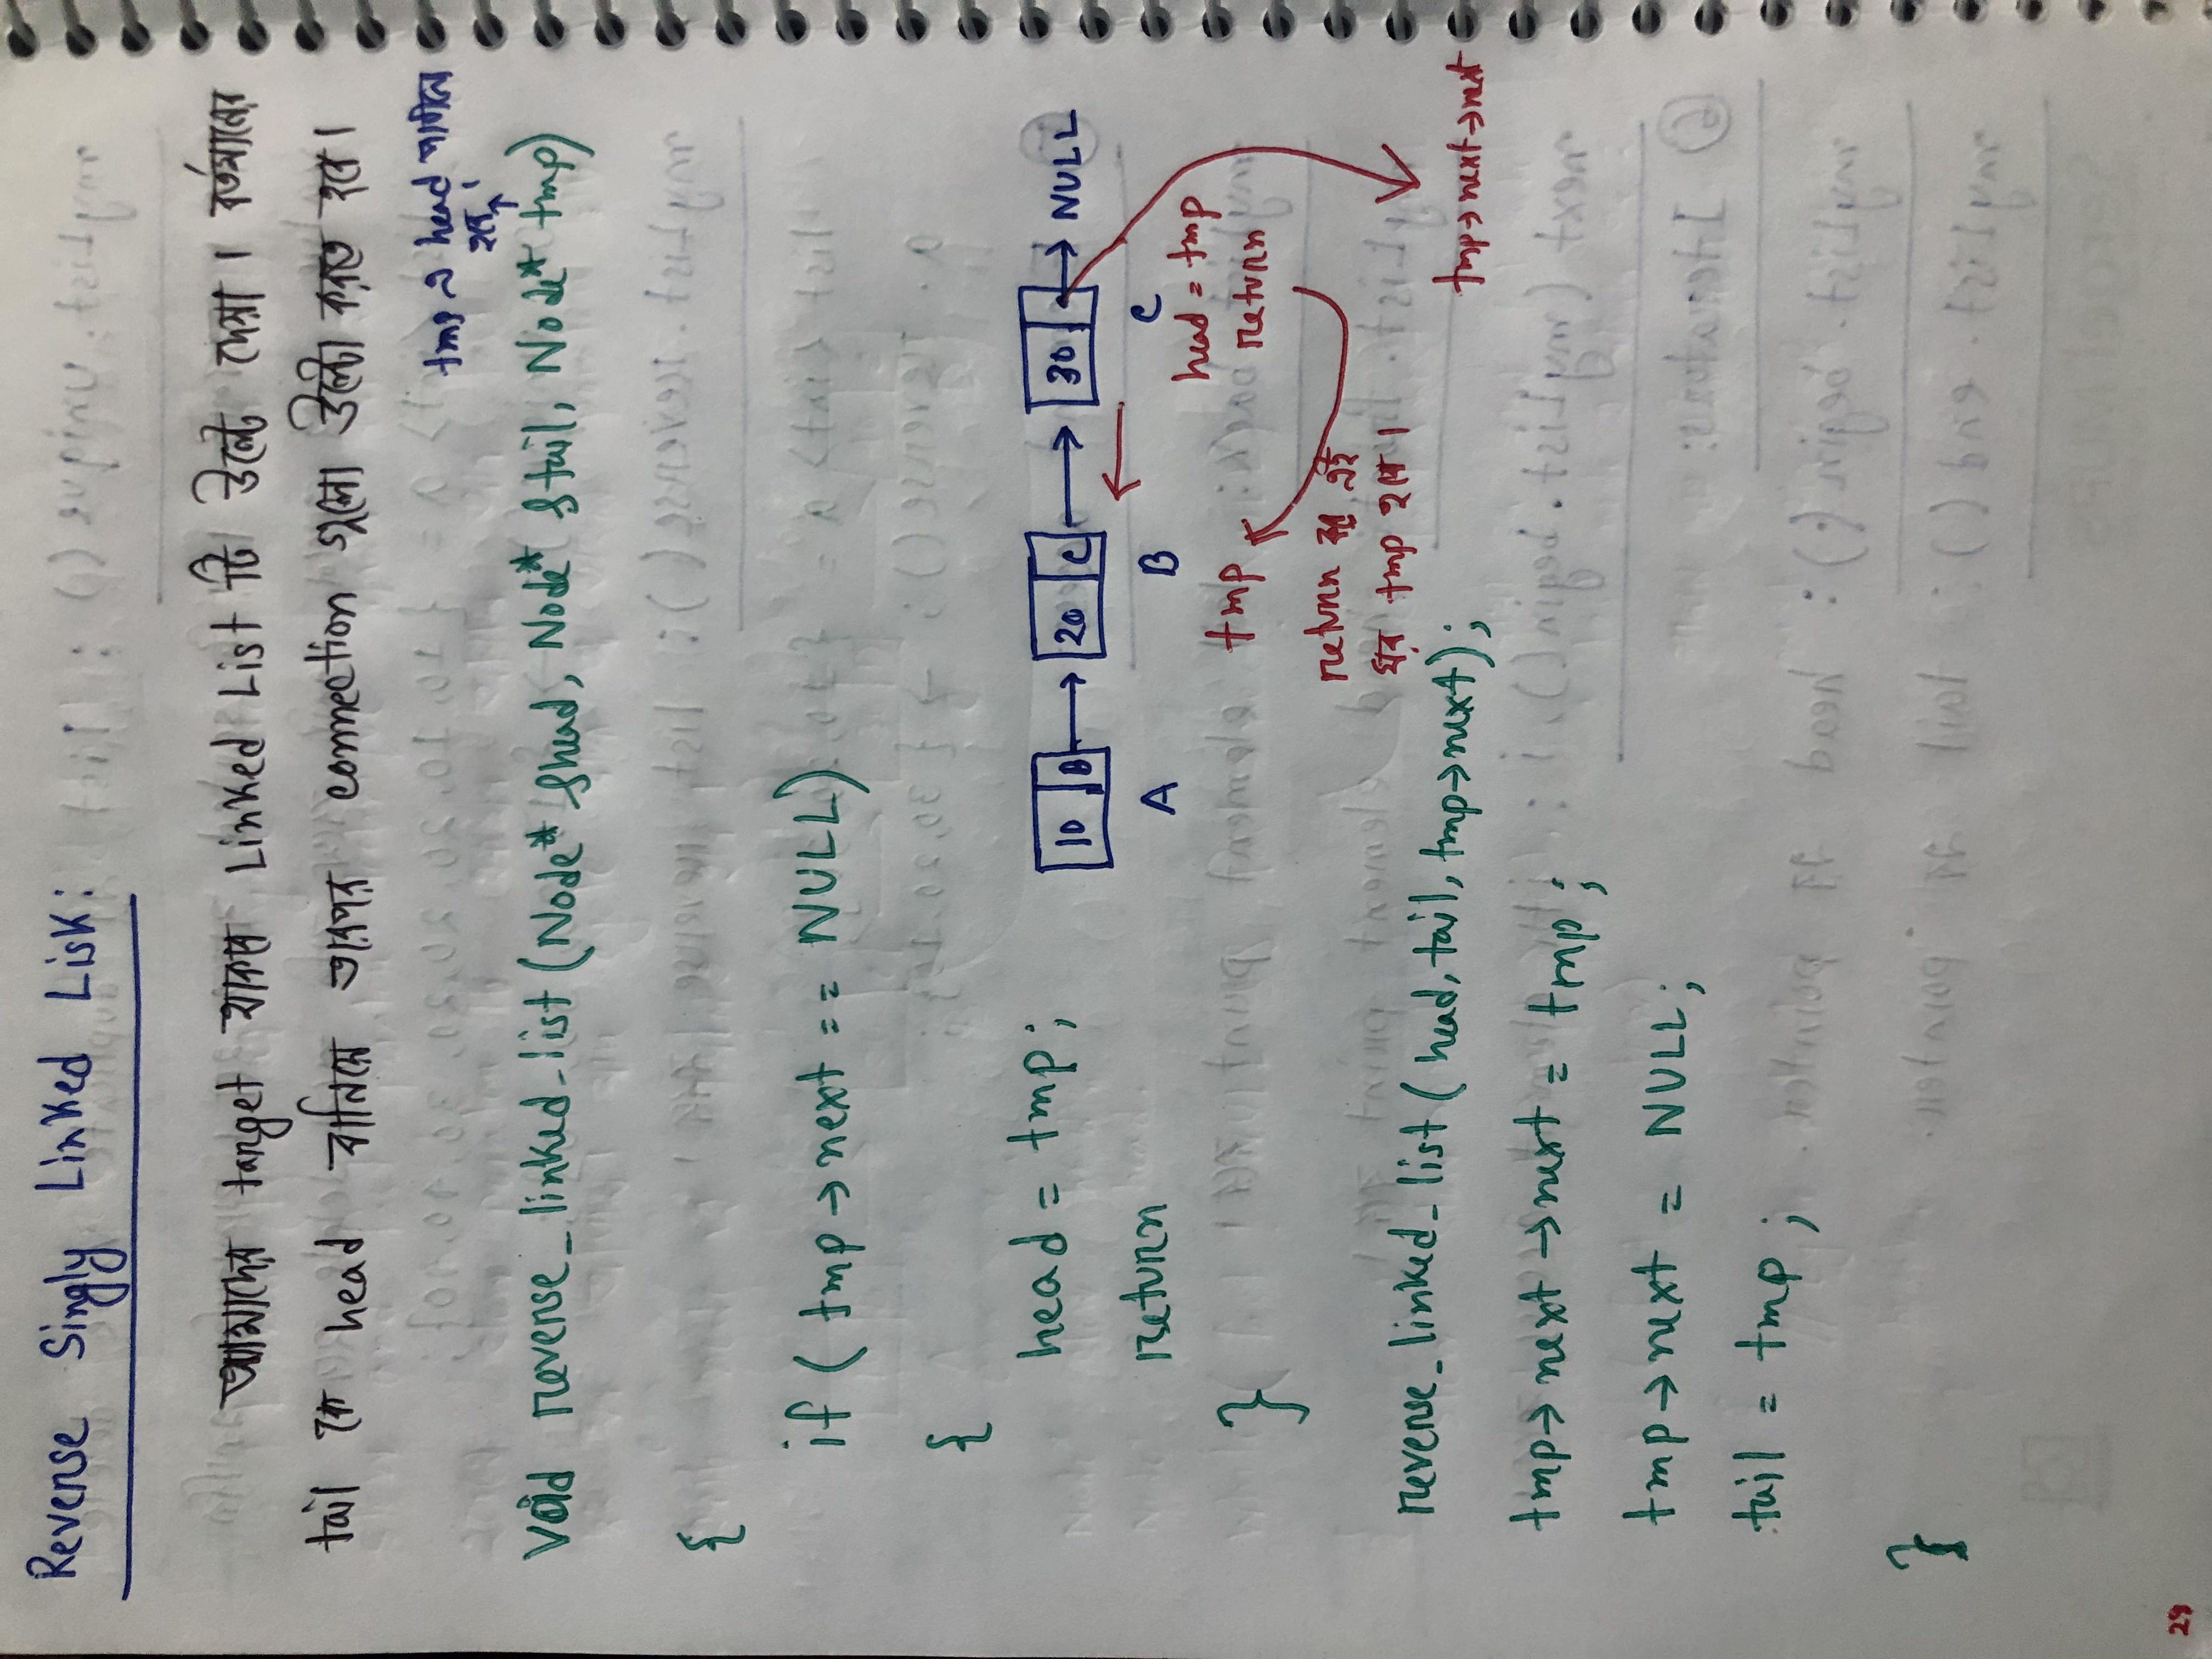 Reverse Singly Linked List:
আমাদের target থাকবে Linked List টি উল্টে দেয়া। বর্তমানের
tail কে head বানিয়ে তারপর connection গুলো উল্টা করতে হবে।
tmp এ head পাঠাতে
হবে।
void reverse_linked_list (Node* &head, Node* &tail, Node* tmp)
{
if ( tmp → next == NULL)
{
head = tmp;
return
}
10 B → 20 C → 30 → NULL
A B C
head = tmp
return
tmp
return করে এই
ঘর tmp হবে।
tmp→next→next
reverse_linked_list ( head, tail, tmp→next);
tmp→ next →next = tmp;
tmp→next = NULL;
tail = tmp;
}